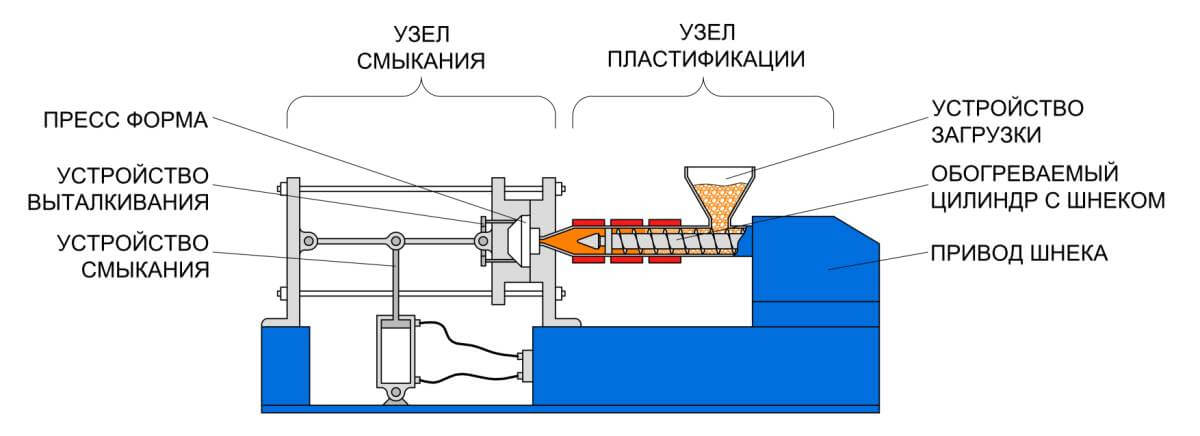 УЗЕЛ
СМЫКАНИЯ
УЗЕЛ
ПЛАСТИФИКАЦИИ
ПРЕСС ФОРМА
УСТРОЙСТВО
ВЫТАЛКИВАНИЯ
УСТРОЙСТВО
СМЫКАНИЯ
УСТРОЙСТВО
ЗАГРУЗКИ
ОБОГРЕВАЕМЫЙ
ЦИЛИНДР С ШНЕКОМ
ПРИВОД ШНЕКА